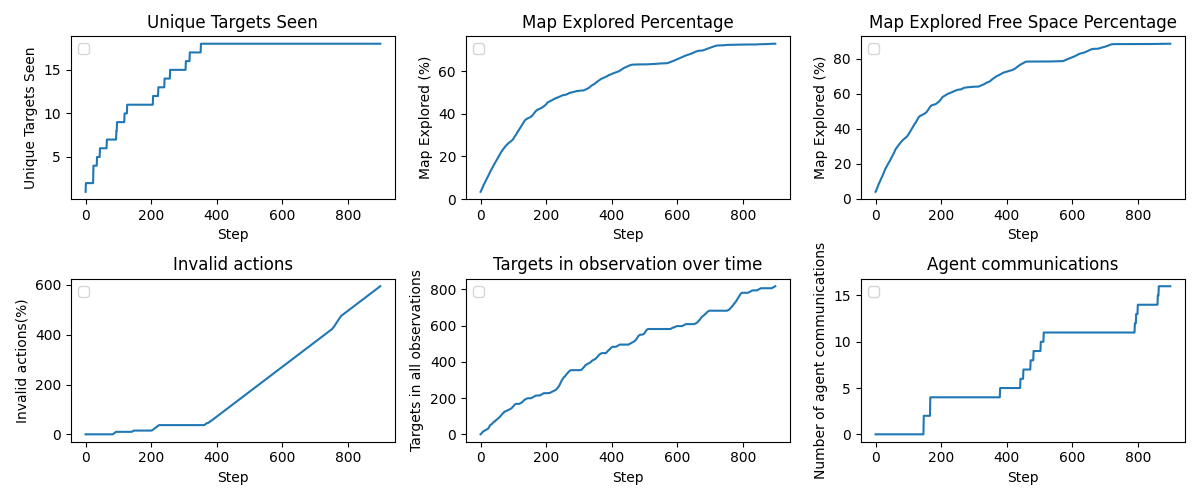 Unique Targets Seen
Unique Targets Seen
15
10
5
0 200 400 600 800
Step
Map Explored Percentage
Map Explored (%)
60
40
20
0
0 200 400 600 800
Step
Map Explored Free Space Percentage
Map Explored (%)
80
60
40
20
0
0 200 400 600 800
Step
Invalid actions
Invalid actions(%)
600
400
200
0
0 200 400 600 800
Step
Targets in observation over time
Targets in all observations
800
600
400
200
0
0 200 400 600 800
Step
Agent communications
Number of agent communications
15
10
5
0
0 200 400 600 800
Step